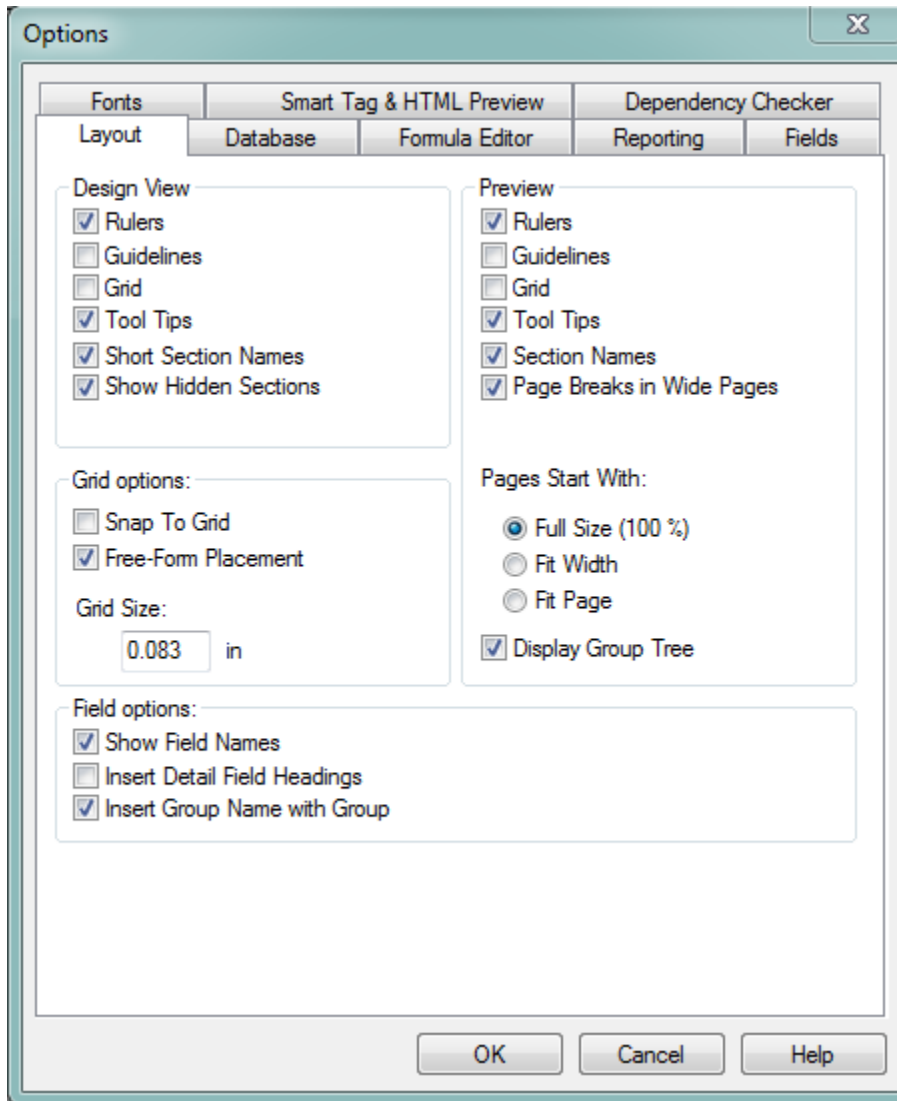 Options
Fonts Smart Tag & HTML Preview Dependency Checker
Layout Database Formula Editor Reporting Fields
Design View
Rulers
Guidelines
Grid
Tool Tips
Short Section Names
Show Hidden Sections
Preview
Rulers
Guidelines
Grid
Tool Tips
Section Names
Page Breaks in Wide Pages
Pages Start With:
Full Size (100 %)
Fit Width
Fit Page
Display Group Tree
Grid options:
Snap To Grid
Free-Form Placement
Grid Size:
0.083 in
Field options:
Show Field Names
Insert Detail Field Headings
Insert Group Name with Group
OK Cancel Help